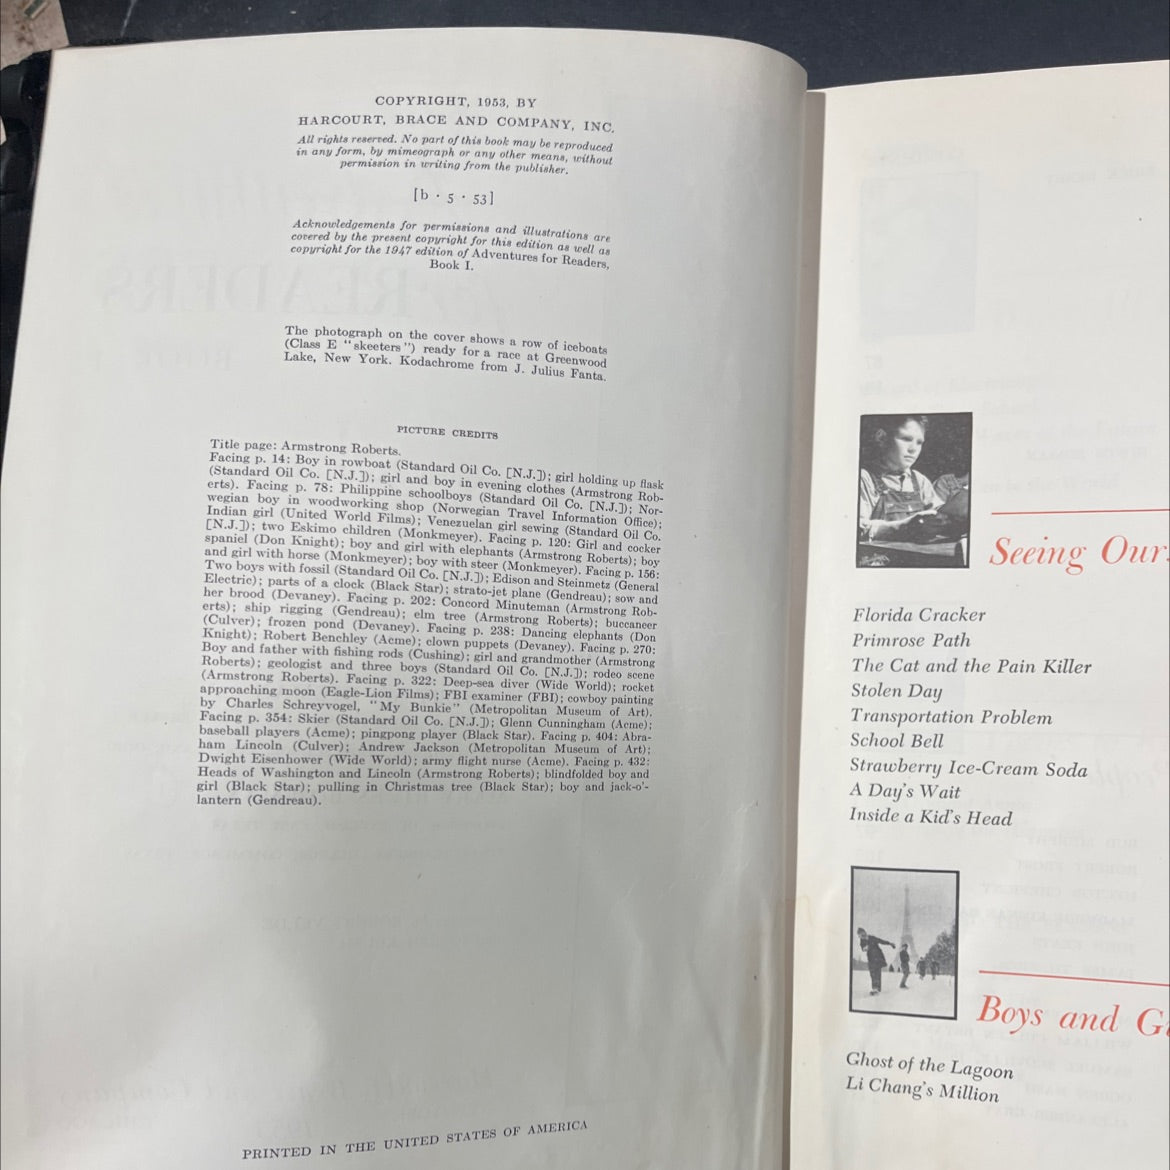 COPYRIGHT, 1953, BY
HARCOURT, BRACE AND COMPANY, INC.
All rights reserved. No part of this book may be reproduced
in any form, by mimeograph or any other means, without
permission in writing from the publisher.
[b · 5 · 53]
Acknowledgements for permissions and illustrations are
covered by the present copyright for this edition as well as
copyright for the 1947 edition of Adventures for Readers,
Book I.
The photograph on the cover shows a row of iceboats
(Class E "skeeters") ready for a race at Greenwood
Lake, New York. Kodachrome from J. Julius Fanta.
PICTURE CREDITS
Title page: Armstrong Roberts.
Facing p. 14: Boy in rowboat (Standard Oil Co. [N.J.]); girl holding up flask
(Standard Oil Co. [N.J.]); girl and boy in evening clothes (Armstrong Rob-
erts). Facing p. 78: Philippine schoolboys (Standard Oil Co. [N.J.]); Nor-
wegian boy in woodworking shop (Norwegian Travel Information Office);
Indian girl (United World Films); Venezuelan girl sewing (Standard Oil Co.
[N.J.]); two Eskimo children (Monkmeyer). Facing p. 120: Girl and cocker
spaniel (Don Knight); boy and girl with elephants (Armstrong Roberts); boy
and girl with horse (Monkmeyer); boy with steer (Monkmeyer). Facing p. 156:
Two boys with fossil (Standard Oil Co. [N.J.]); Edison and Steinmetz (General
Electric); parts of a clock (Black Star); strato-jet plane (Gendreau); sow and
her brood (Devaney). Facing p. 202: Concord Minuteman (Armstrong Rob-
erts); ship rigging (Gendreau); elm tree (Armstrong Roberts); buccaneer
(Culver); frozen pond (Devaney). Facing p. 238: Dancing elephants (Don
Knight); Robert Benchley (Acme); clown puppets (Devaney). Facing p. 270:
Boy and father with fishing rods (Cushing); girl and grandmother (Armstrong
Roberts); geologist and three boys (Standard Oil Co. [N.J.]); rodeo scene
(Armstrong Roberts). Facing p. 322: Deep-sea diver (Wide World); rocket
approaching moon (Eagle-Lion Films); FBI examiner (FBI); cowboy painting
by Charles Schreyvogel, "My Bunkie" (Metropolitan Museum of Art).
Facing p. 354: Skier (Standard Oil Co. [N.J.]); Glenn Cunningham (Acme);
baseball players (Acme); pingpong player (Black Star). Facing p. 404: Abra-
ham Lincoln (Culver); Andrew Jackson (Metropolitan Museum of Art);
Dwight Eisenhower (Wide World); army flight nurse (Acme). Facing p. 432:
Heads of Washington and Lincoln (Armstrong Roberts); blindfolded boy and
girl (Black Star); pulling in Christmas tree (Black Star); boy and jack-o'-
lantern (Gendreau).
PRINTED IN THE UNITED STATES OF AMERICA
Seeing Our
Florida Cracker
Primrose Path
The Cat and the Pain Killer
Stolen Day
Transportation Problem
School Bell
Strawberry Ice-Cream Soda
A Day's Wait
Inside a Kid's Head
Boys and G
Ghost of the Lagoon
Li Chang's Million